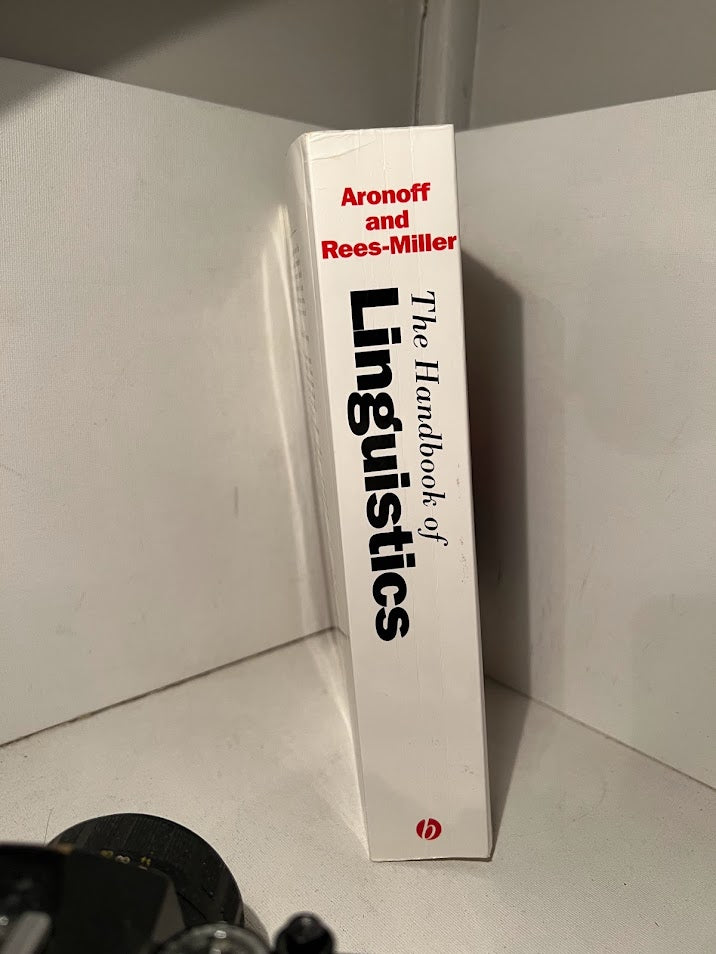 Aronoff
and
Rees-Miller
The Handbook of
Linguistics
b